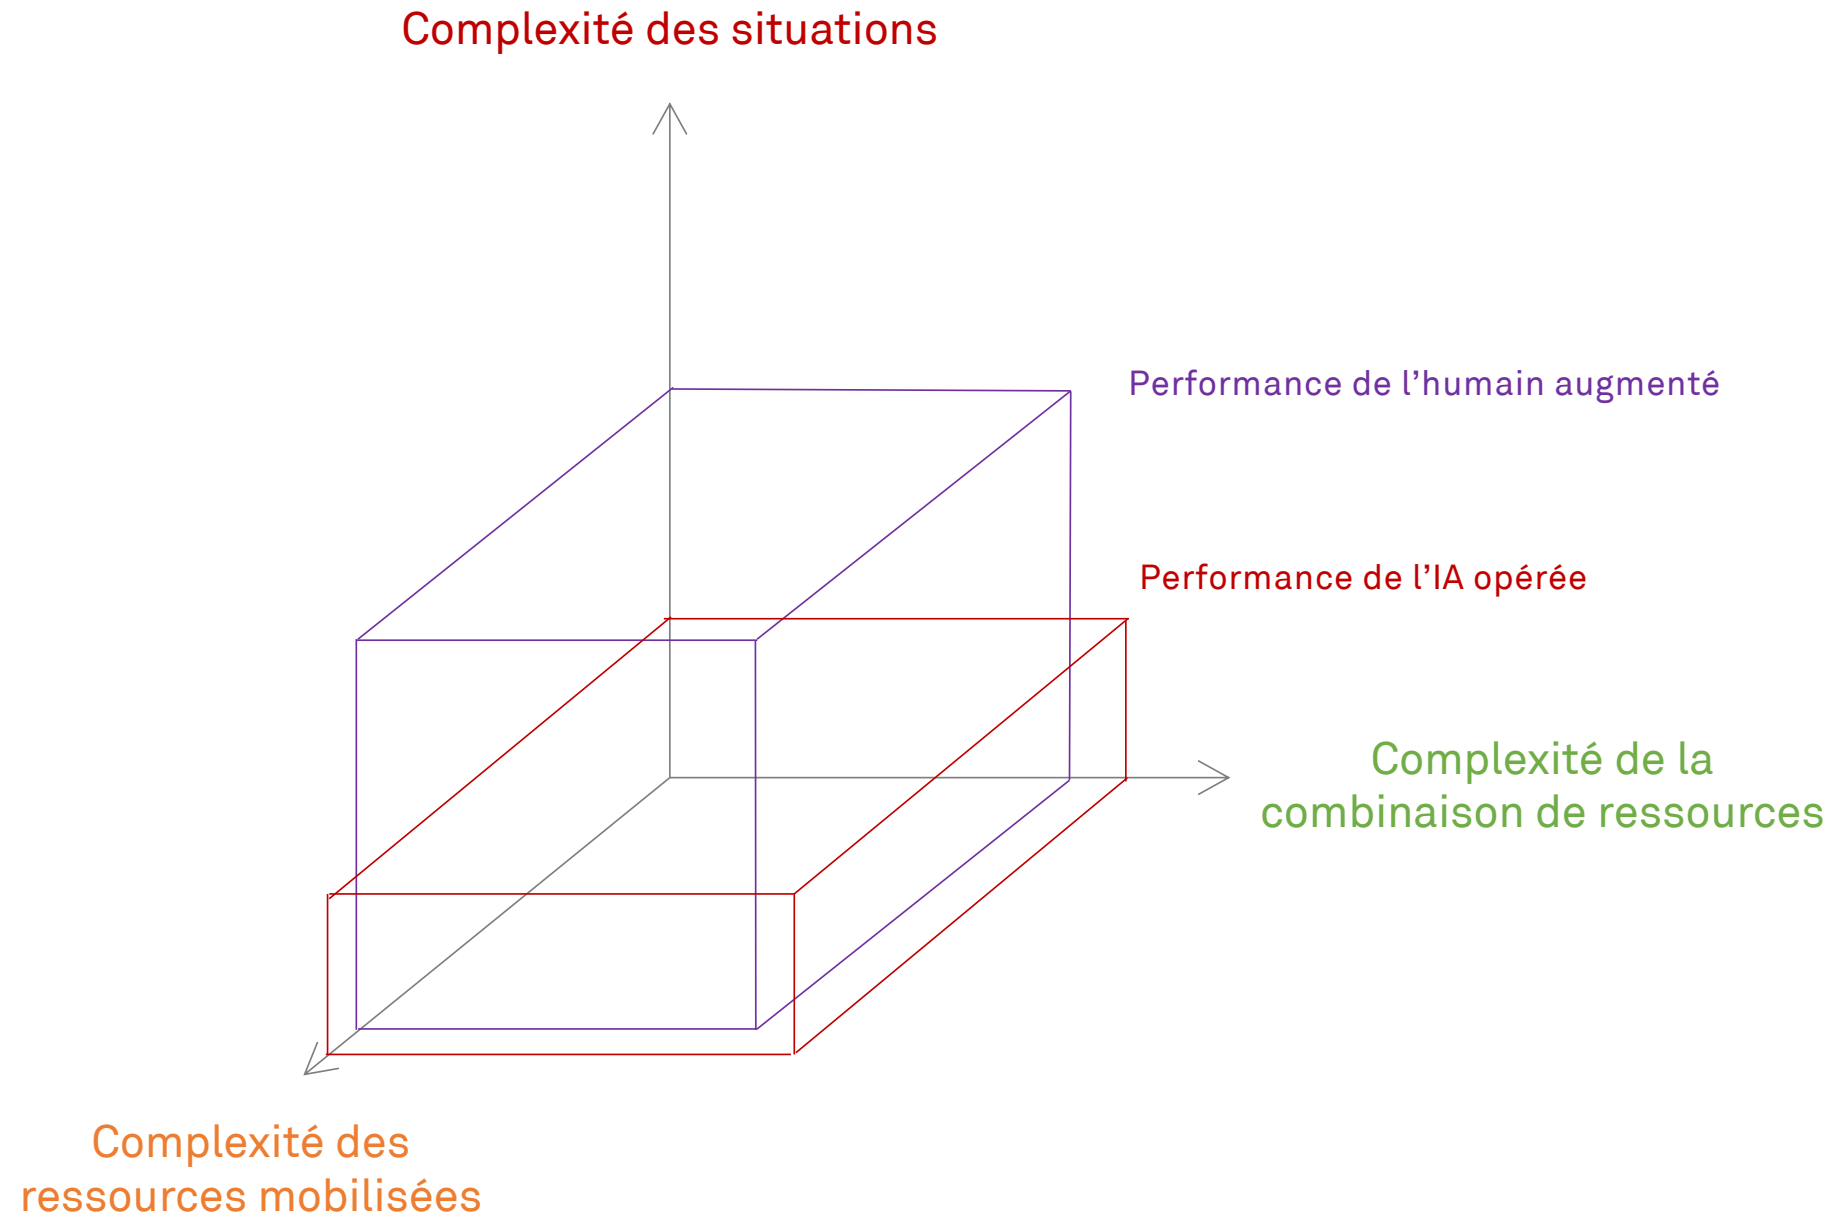 Complexité des situations
Performance de l’humain augmenté
Performance de l’IA opérée
Complexité de la
combinaison de ressources
Complexité des
ressources mobilisées